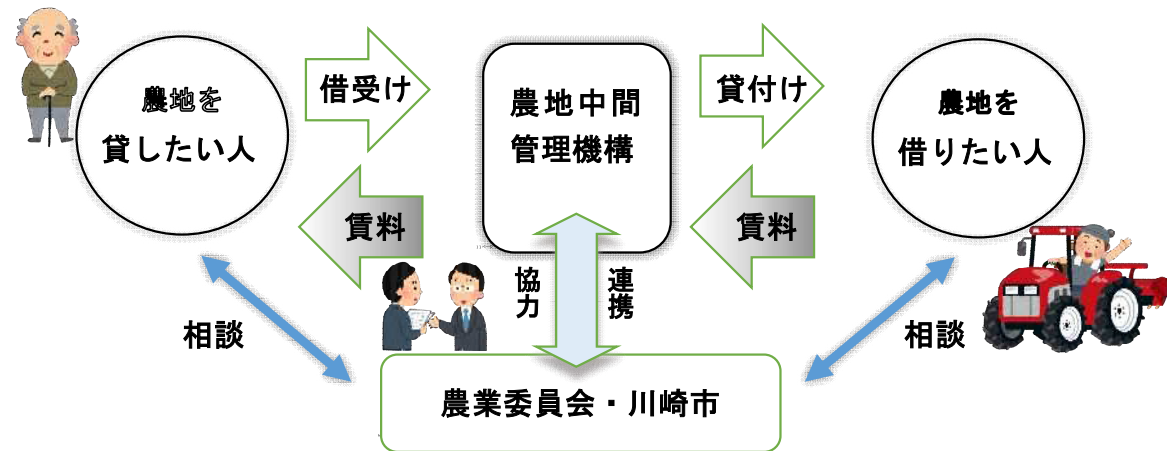 農地を
貸したい人
借受け
賃料
農地中間
管理機構
貸付け
賃料
農地を
借りたい人
協力
連携
相談
相談
農業委員会・川崎市